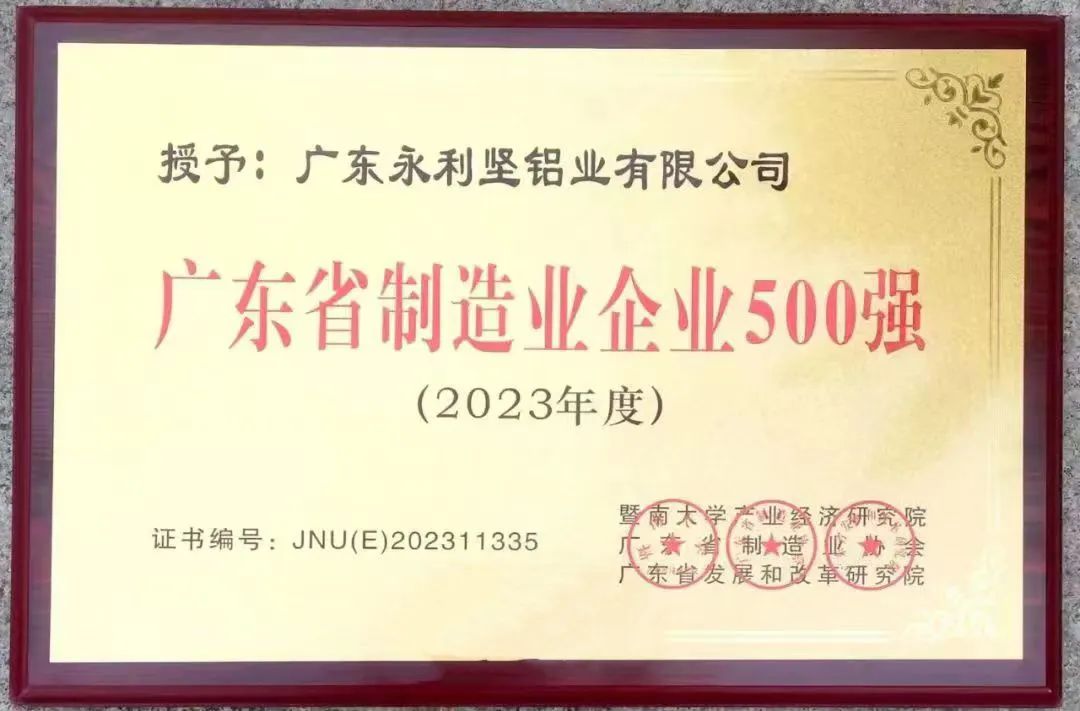 授予：广东永利坚铝业有限公司
广东省制造业企业500强
(2023年度)
证书编号：JNU(E)202311335
暨南大学产业经济研究院
广东省制造业协会
广东省发展和改革研究院